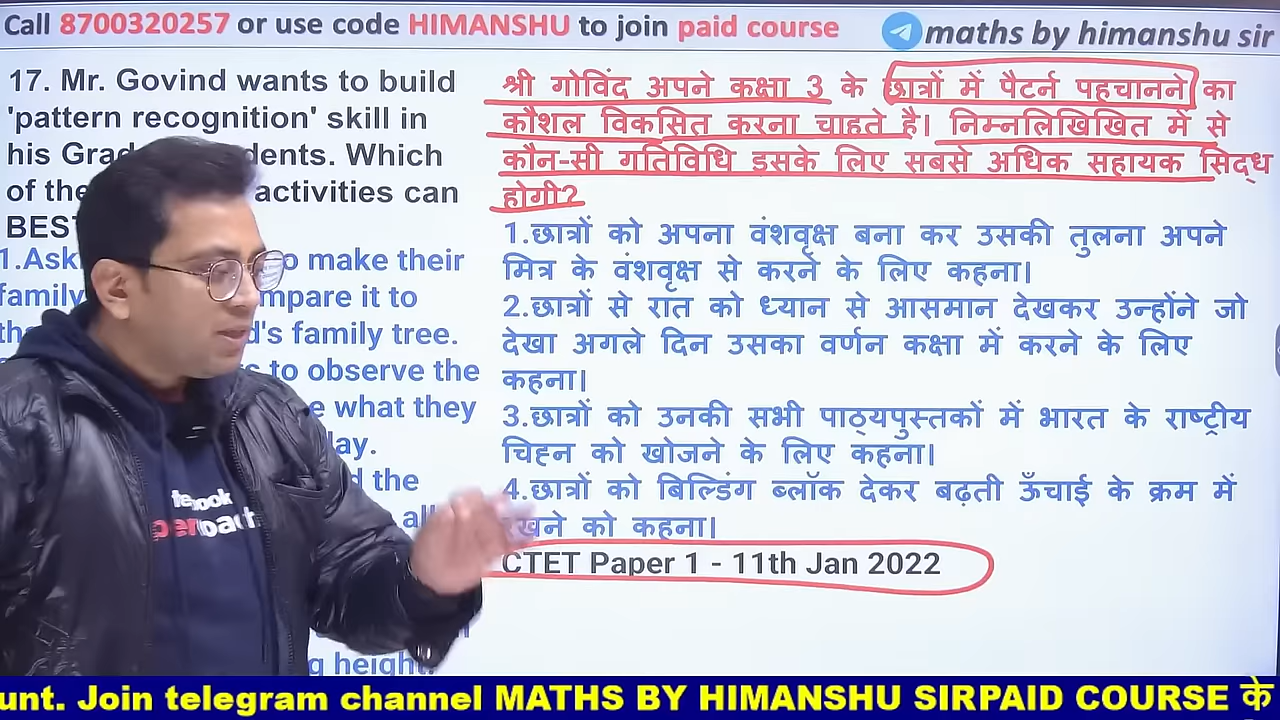 Call 8700320257 or use code HIMANSHU to join paid course
maths by himanshu sir
17. Mr. Govind wants to build
'pattern recognition' skill in
his Grad dents. Which
of the activities can
BEST
1.Ask o make their
family mpare it to
the d's family tree.
s to observe the
e what they
lay.
d the
all
g height.
श्री गोविंद अपने कक्षा 3 के छात्रों में पैटर्न पहचानने का
कौशल विकसित करना चाहते है। निम्नलिखिखित में से
कौन-सी गतिविधि इसके लिए सबसे अधिक सहायक सिद्ध
होगी?
1.छात्रों को अपना वंशवृक्ष बना कर उसकी तुलना अपने
मित्र के वंशवृक्ष से करने के लिए कहना।
2.छात्रों से रात को ध्यान से आसमान देखकर उन्होंने जो
देखा अगले दिन उसका वर्णन कक्षा में करने के लिए
कहना।
3.छात्रों को उनकी सभी पाठ्यपुस्तकों में भारत के राष्ट्रीय
चिह्न को खोजने के लिए कहना।
4.छात्रों को बिल्डिंग ब्लॉक देकर बढ़ती ऊँचाई के क्रम में
रखने को कहना।
CTET Paper 1 - 11th Jan 2022
unt. Join telegram channel MATHS BY HIMANSHU SIRPAID COURSE के